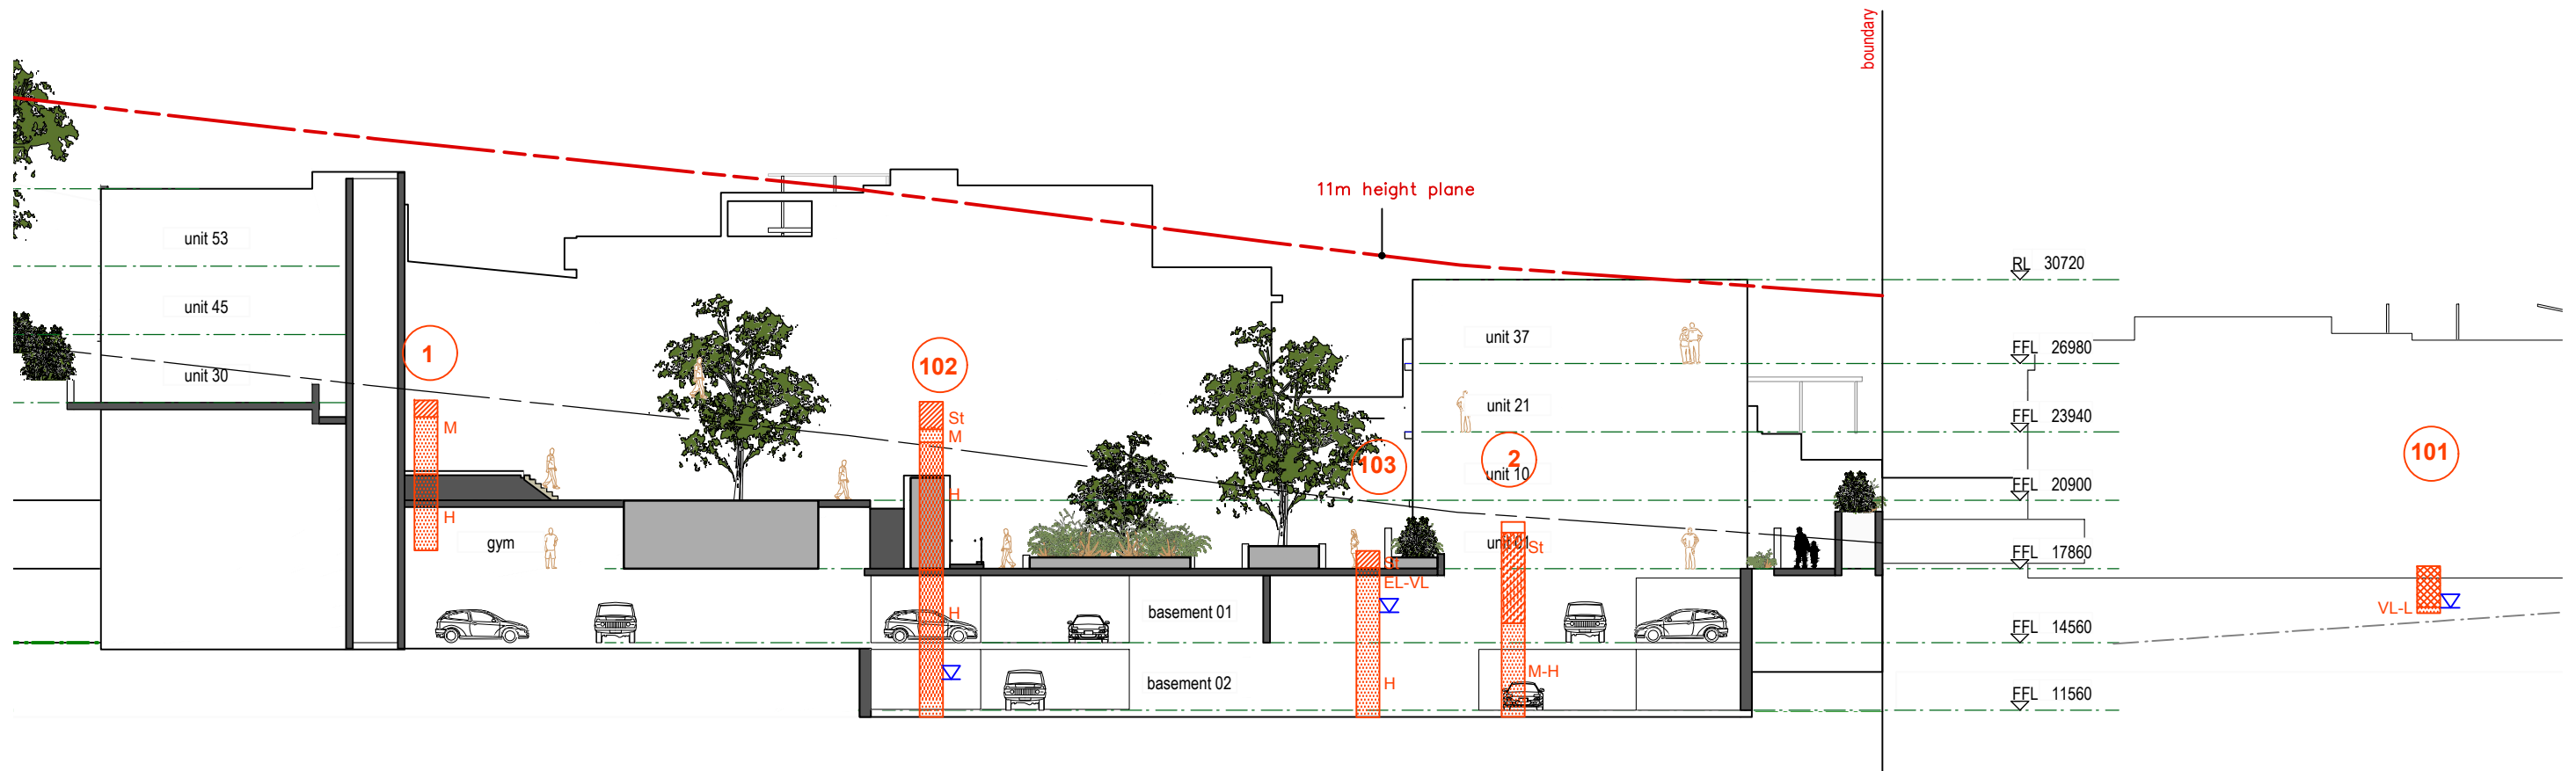 boundary
11m height plane
unit 53
unit 45
unit 30
unit 37
unit 21
unit 10
unit 01
gym
basement 01
basement 02
1
M
H
102
St
M
H
H
103
St
EL-VL
H
2
St
M-H
101
VL-L
RL 30720
FFL 26980
FFL 23940
FFL 20900
FFL 17860
FFL 14560
FFL 11560